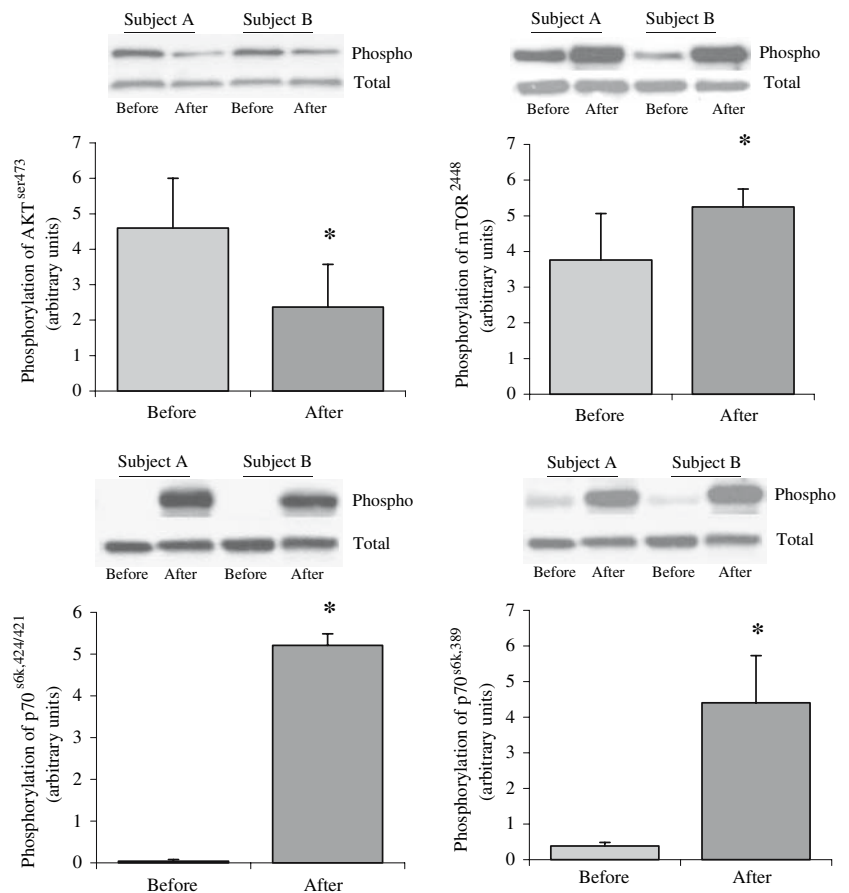 Subject A Subject B
Phospho
Total
Before After Before After
Phosphorylation of AKT ser473
(arbitrary units)
7
6
5
4
3
2
1
0
*
Before After
Subject A Subject B
Phospho
Total
Before After Before After
Phosphorylation of mTOR 2448
(arbitrary units)
7
6
5
4
3
2
1
0
*
Before After
Subject A Subject B
Phospho
Total
Before After Before After
Phosphorylation of p70 s6k,424/421
(arbitrary units)
6
5
4
3
2
1
0
*
Before After
Subject A Subject B
Phospho
Total
Before After Before After
Phosphorylation of p70 s6k,389
(arbitrary units)
7
6
5
4
3
2
1
0
*
Before After